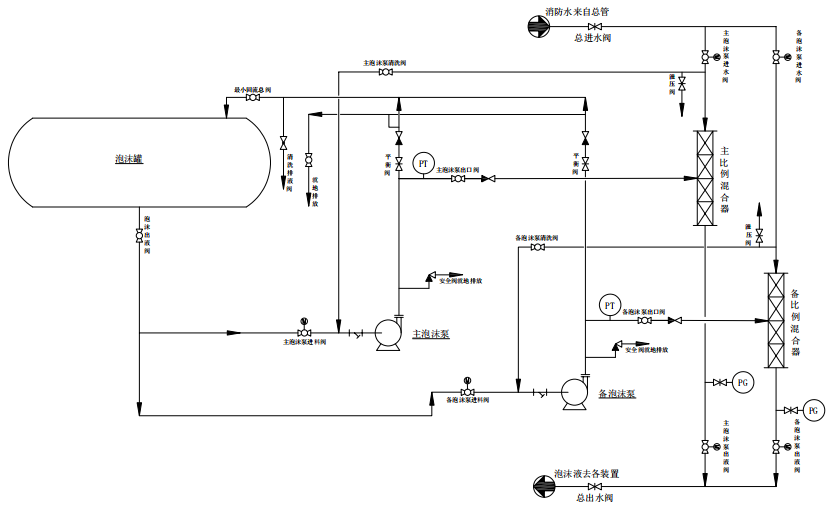 消防水来自总管
总进水阀
主泡沫泵进水阀
备泡沫泵进水阀
主泡沫泵清洗阀
泄压阀
最小回流总阀
泡沫罐
清洗排液阀
就地排放
平衡阀
PT
主泡沫泵出口阀
平衡阀
主比例混合器
泡沫出液阀
备泡沫泵清洗阀
泄压阀
安全阀就地排放
M
主泡沫泵进料阀
主泡沫泵
PT
备泡沫泵出口阀
备比例混合器
安全阀就地排放
M
备泡沫泵进料阀
备泡沫泵
PG
PG
主泡沫泵出液阀
备泡沫泵出液阀
泡沫液去各装置
总出水阀